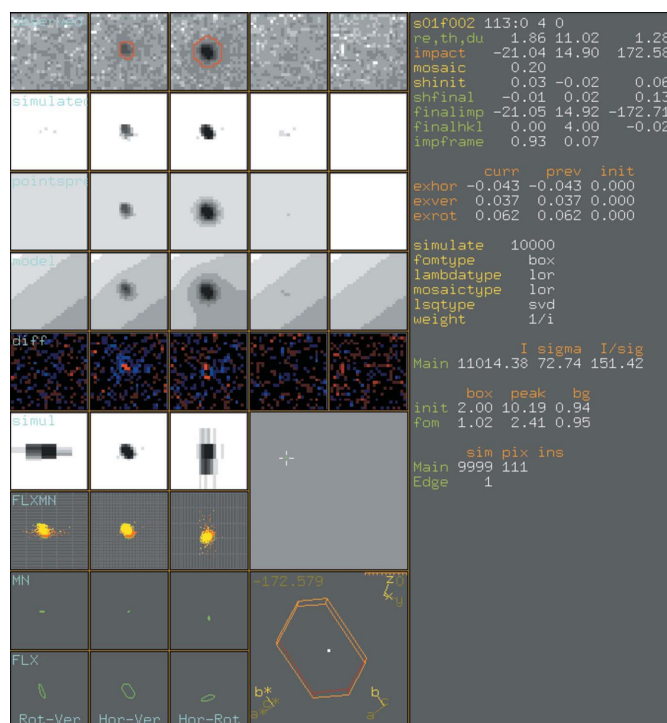 observed
simulated
pointspre
model
diff
simul
FLXMN
MN
FLX
Rot-Ver
Hor-Ver
Hor-Rot
-172.579
b*
b
s01f002 113:0 4 0
re,th,du 1.86 11.02 1.28
impact -21.04 14.90 172.58
mosaic 0.20
shinit 0.03 -0.02 0.06
shfinal -0.01 0.02 0.13
finalimp -21.05 14.92 -172.71
finalhkl 0.00 4.00 -0.02
impframe 0.93 0.07
curr prev init
exhor -0.043 -0.043 0.000
exver 0.037 0.037 0.000
exrot 0.062 0.062 0.000
simulate 10000
fomtype box
lambdatype lor
mosaictype lor
lsqtype svd
weight 1/i
I sigma I/sig
Main 11014.38 72.74 151.42
box peak bg
init 2.00 10.19 0.94
fom 1.02 2.41 0.95
sim pix ins
Main 9999 111
Edge 1